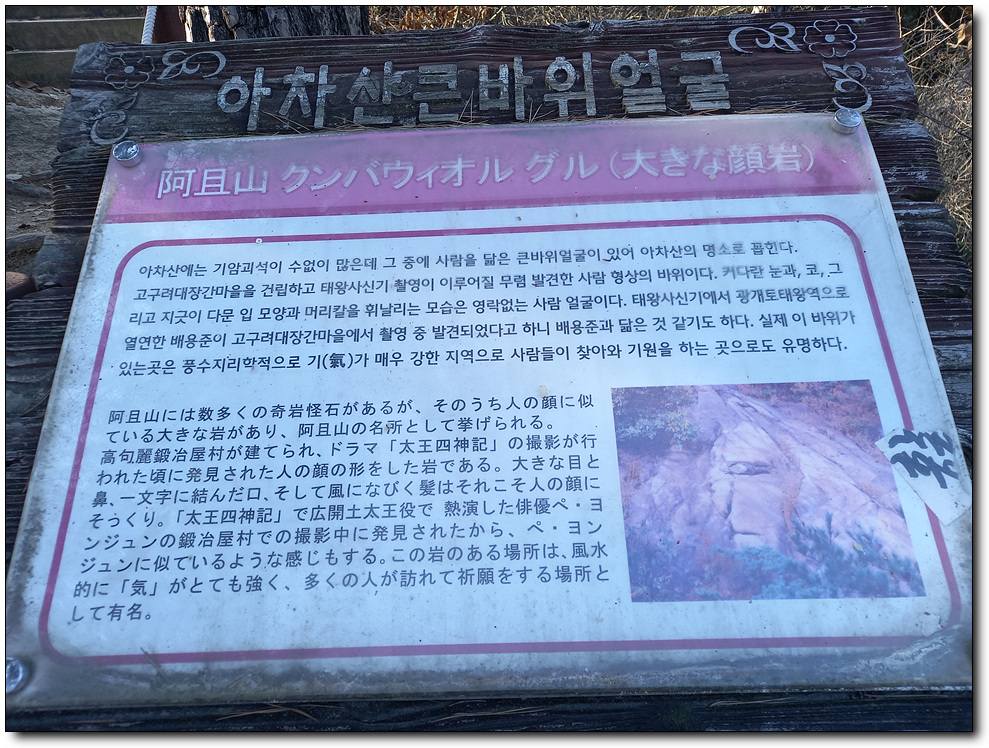 아차산큰바위얼굴
阿且山 クンバウィオル グル (大きな顔岩)
아차산에는 기암괴석이 수없이 많은데 그 중에 사람을 닮은 큰바위얼굴이 있어 아차산의 명소로 꼽힌다.
고구려대장간마을을 건립하고 태왕사신기 촬영이 이루어질 무렵 발견한 사람 형상의 바위이다. 커다란 눈과, 코, 그
리고 지긋이 다문 입 모양과 머리칼을 휘날리는 모습은 영락없는 사람 얼굴이다. 태왕사신기에서 광개토태왕역으로
열연한 배용준이 고구려대장간마을에서 촬영 중 발견되었다고 하니 배용준과 닮은 것 같기도 하다. 실제 이 바위가
있는곳은 풍수지리학적으로 기(氣)가 매우 강한 지역으로 사람들이 찾아와 기원을 하는 곳으로도 유명하다.
阿且山には数多くの奇岩怪石があるが、そのうち人の顔に似
ている大きな岩があり、阿且山の名所として挙げられる。
高句麗鍛冶屋村が建てられ、ドラマ「太王四神記」の撮影が行
われた頃に発見された人の顔の形をした岩である。大きな目と
鼻、一文字に結んだ口、そして風になびく髪はそれこそ人の顔に
そっくり。「太王四神記」で広開土太王役で 熱演した俳優ペ・ヨ
ンジュンの鍛冶屋村での撮影中に発見されたから、ペ・ヨン
ジュンに似ているような感じもする。この岩のある場所は、風水
的に「気」がとても強く、多くの人が訪れて祈願をする場所と
して有名。